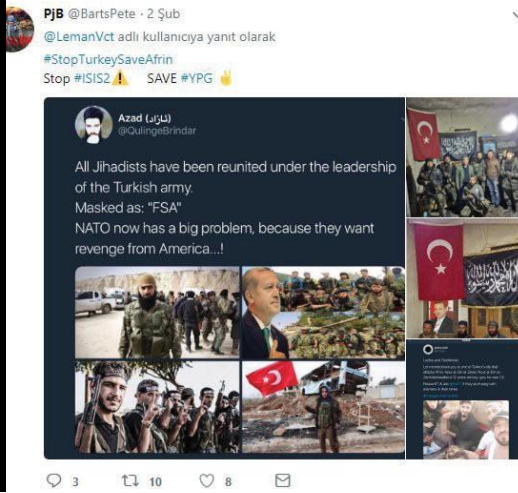 PjB @BartsPete · 2 Şub
@LemanVct adlı kullanıcıya yanıt olarak
#StopTurkeySaveAfrin
Stop #ISIS2⚠ SAVE #YPG ✌
Azad (ئازاد)
@QulingeBrindar
All Jihadists have been reunited under the leadership
of the Turkish army.
Masked as: "FSA"
NATO now has a big problem, because they want
revenge from America...!
3 10 8